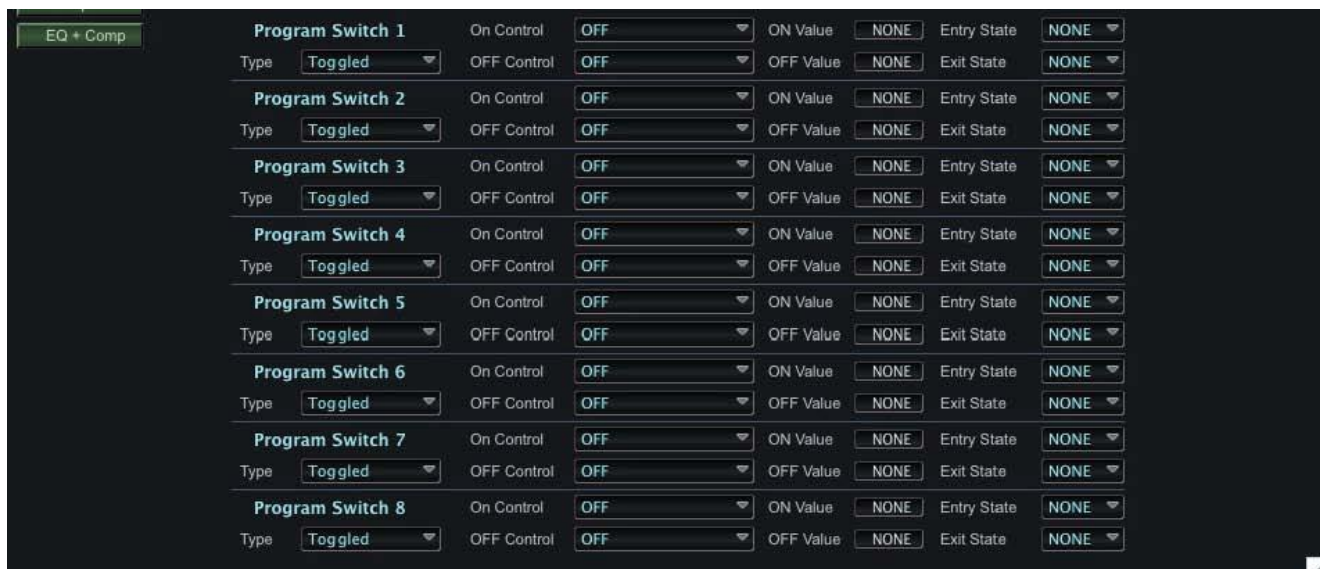 EQ + Comp
Program Switch 1 On Control OFF ON Value NONE Entry State NONE
Type Toggled OFF Control OFF OFF Value NONE Exit State NONE
Program Switch 2 On Control OFF ON Value NONE Entry State NONE
Type Toggled OFF Control OFF OFF Value NONE Exit State NONE
Program Switch 3 On Control OFF ON Value NONE Entry State NONE
Type Toggled OFF Control OFF OFF Value NONE Exit State NONE
Program Switch 4 On Control OFF ON Value NONE Entry State NONE
Type Toggled OFF Control OFF OFF Value NONE Exit State NONE
Program Switch 5 On Control OFF ON Value NONE Entry State NONE
Type Toggled OFF Control OFF OFF Value NONE Exit State NONE
Program Switch 6 On Control OFF ON Value NONE Entry State NONE
Type Toggled OFF Control OFF OFF Value NONE Exit State NONE
Program Switch 7 On Control OFF ON Value NONE Entry State NONE
Type Toggled OFF Control OFF OFF Value NONE Exit State NONE
Program Switch 8 On Control OFF ON Value NONE Entry State NONE
Type Toggled OFF Control OFF OFF Value NONE Exit State NONE